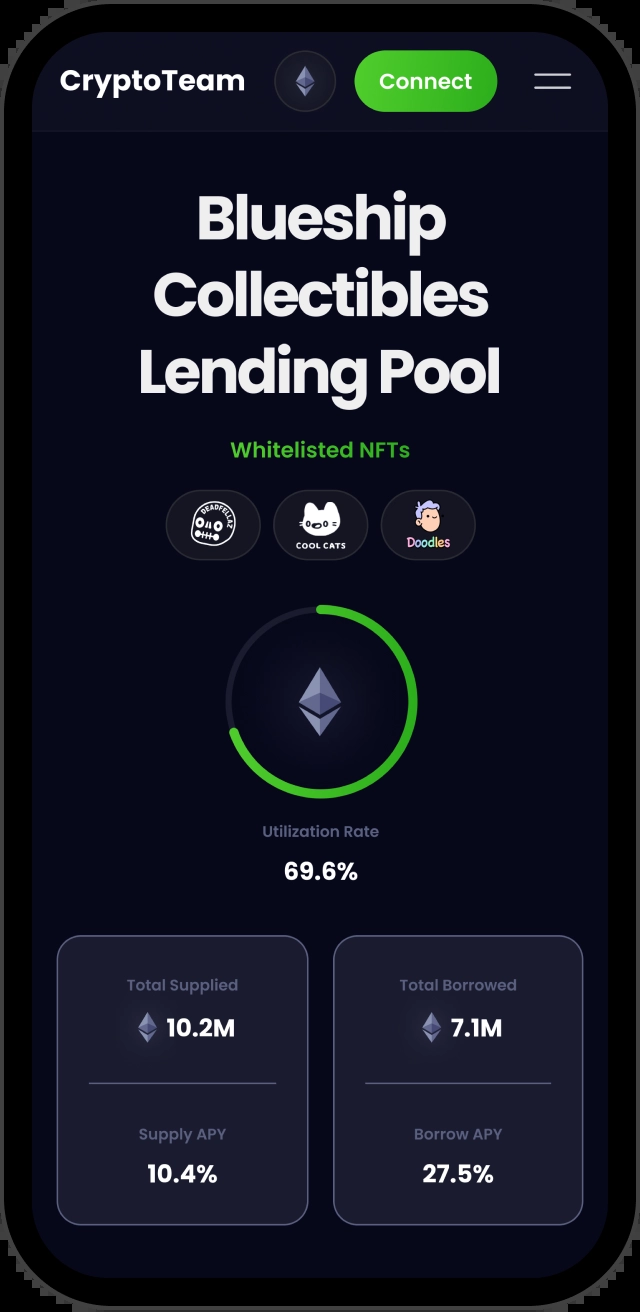 CryptoTeam
Connect
Blueship
Collectibles
Lending Pool
Whitelisted NFTs
DEADFELLAZ
COOL CATS
Doodles
Utilization Rate
69.6%
Total Supplied
10.2M
Supply APY
10.4%
Total Borrowed
7.1M
Borrow APY
27.5%